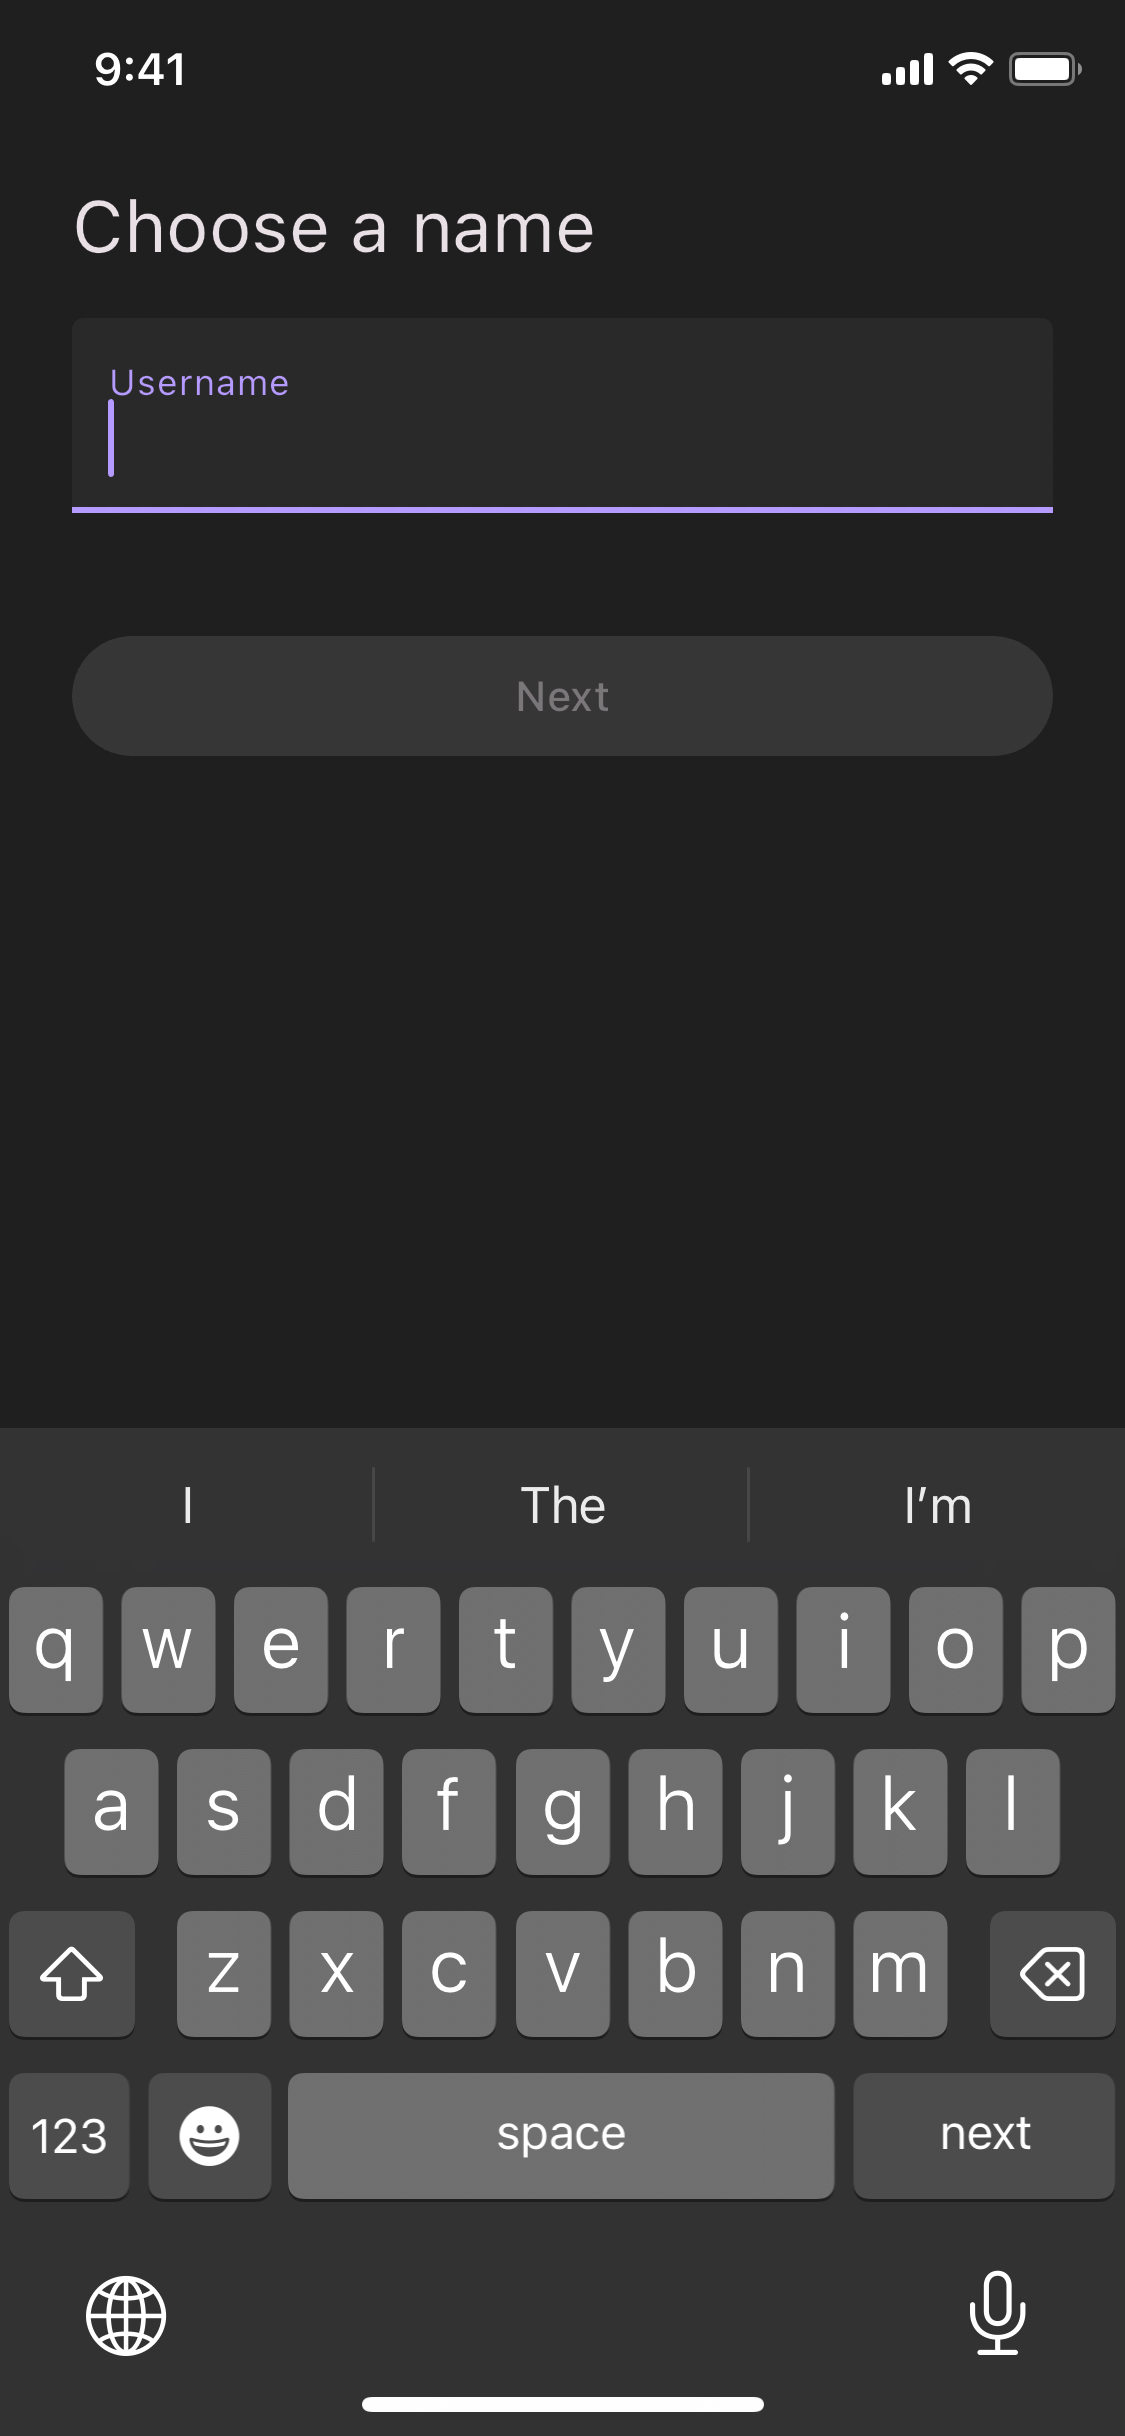 9:41
Choose a name
Username
Next
I The I’m
q w e r t y u i o p
a s d f g h j k l
z x c v b n m
123 space next